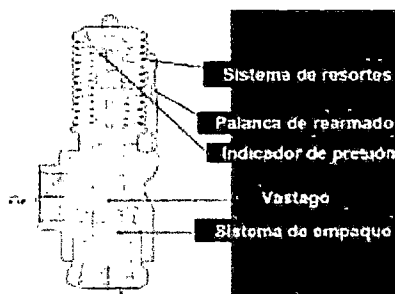 Sistema de resortes
Palanca de rearmado
Indicador de presión
Vastago
Sistema de empaque